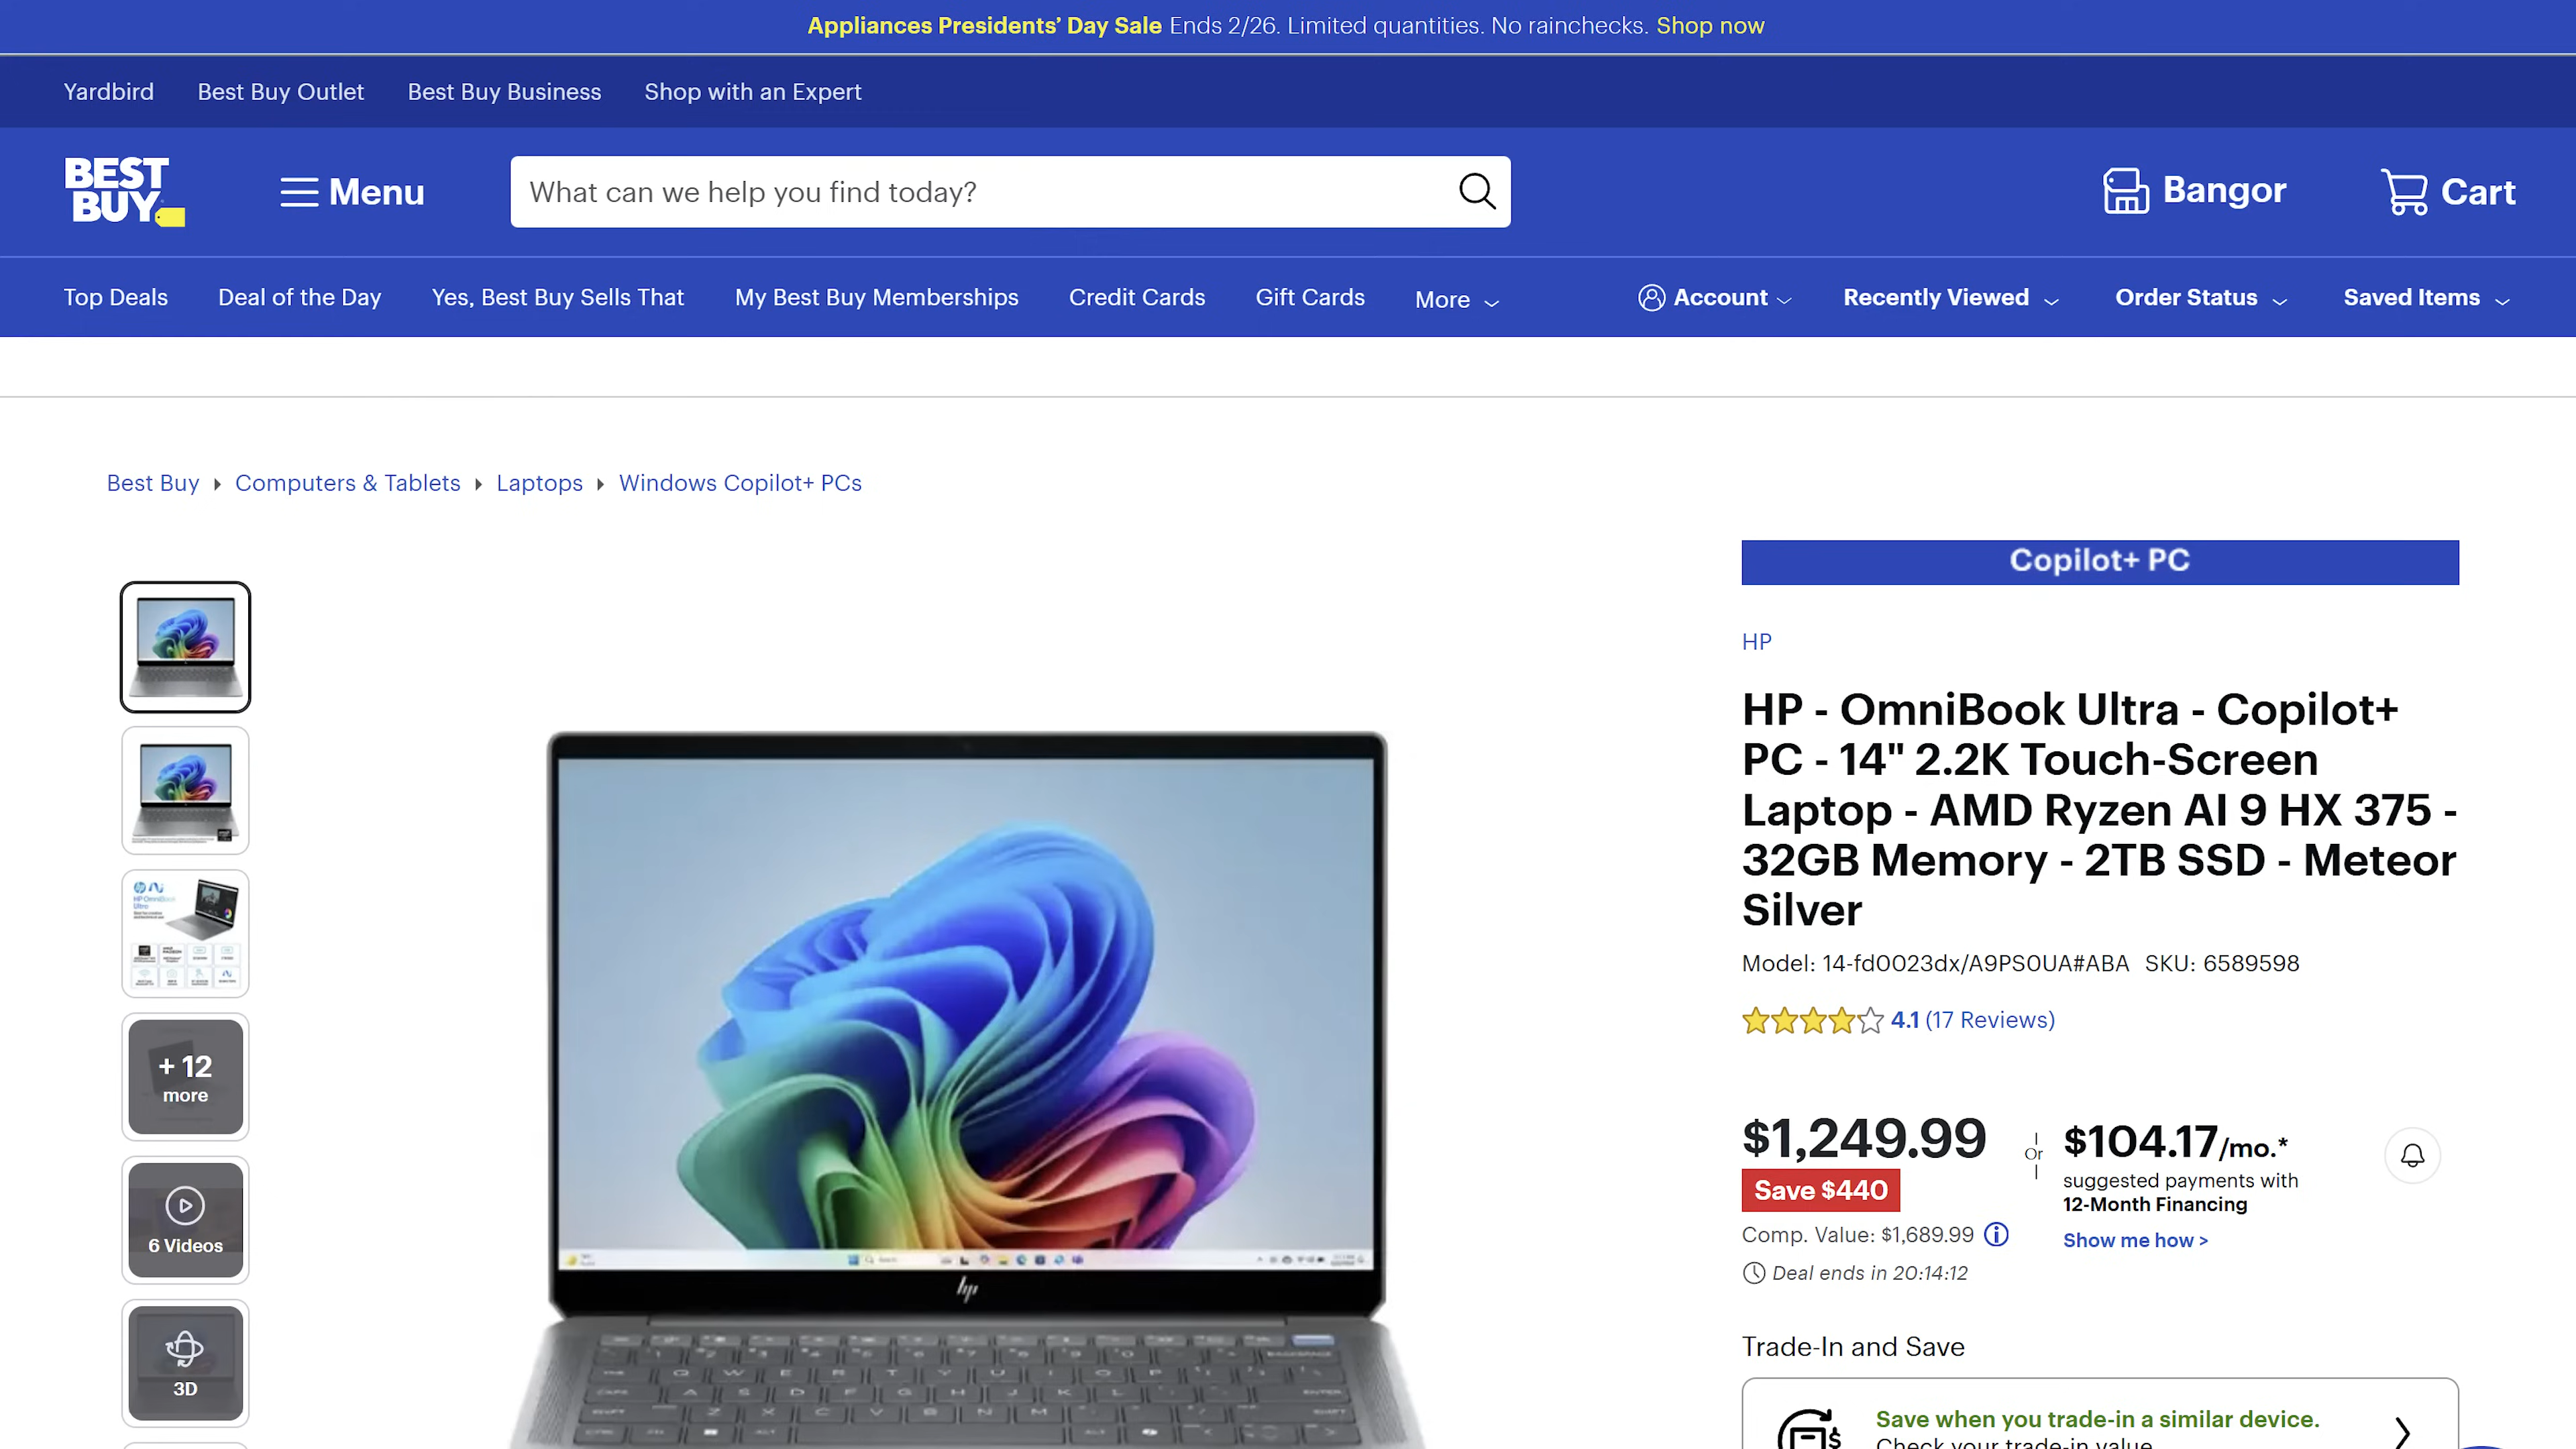 Appliances Presidents’ Day Sale Ends 2/26. Limited quantities. No rainchecks. Shop now
Yardbird Best Buy Outlet Best Buy Business Shop with an Expert
BEST BUY
Menu
What can we help you find today?
Bangor
Cart
Top Deals Deal of the Day Yes, Best Buy Sells That My Best Buy Memberships Credit Cards Gift Cards More Account Recently Viewed Order Status Saved Items
Best Buy Computers & Tablets Laptops Windows Copilot+ PCs
+ 12
more
6 Videos
3D
hp
Copilot+ PC
HP
HP - OmniBook Ultra - Copilot+
PC - 14" 2.2K Touch-Screen
Laptop - AMD Ryzen AI 9 HX 375 -
32GB Memory - 2TB SSD - Meteor
Silver
Model: 14-fd0023dx/A9PS0UA#ABA SKU: 6589598
4.1 (17 Reviews)
$1,249.99
Save $440
Comp. Value: $1,689.99
Deal ends in 20:14:12
Or
$104.17/mo.*
suggested payments with
12-Month Financing
Show me how >
Trade-In and Save
Save when you trade-in a similar device.
Check your trade-in value